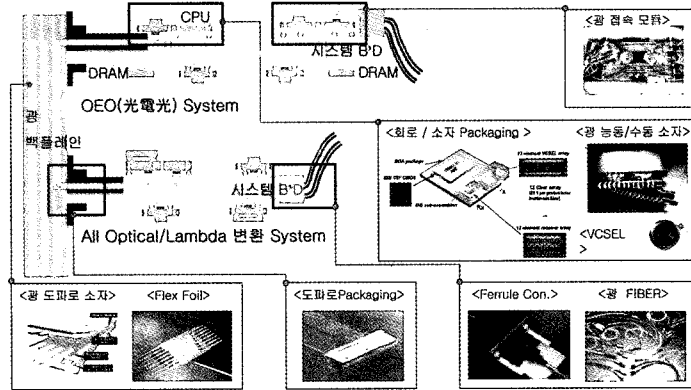 CPU
<광 접속 모듈>
시스템 B'D
DRAM
DRAM
OEO(光電光) System
광
백플레인
<회로 / 소자 Packaging >
<광 능동/수동 소자>
시스템 B'D
<VCSEL
>
All Optical/Lambda 변환 System
<광 도파로 소자>
<Flex Foil>
<도파로Packaging>
<Ferrule Con.>
<광 FIBER>